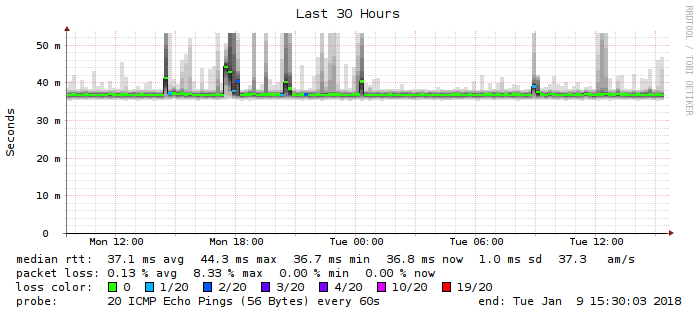 Last 30 Hours
RRDTOOL / TOBI OETIKER
Seconds
50 m
40 m
30 m
20 m
10 m
0
Mon 12:00 Mon 18:00 Tue 00:00 Tue 06:00 Tue 12:00
median rtt: 37.1 ms avg 44.3 ms max 36.7 ms min 36.8 ms now 1.0 ms sd 37.3 am/s
packet loss: 0.13 % avg 8.33 % max 0.00 % min 0.00 % now
loss color: 0 1/20 2/20 3/20 4/20 10/20 19/20
probe: 20 ICMP Echo Pings (56 Bytes) every 60s end: Tue Jan 9 15:30:03 2018